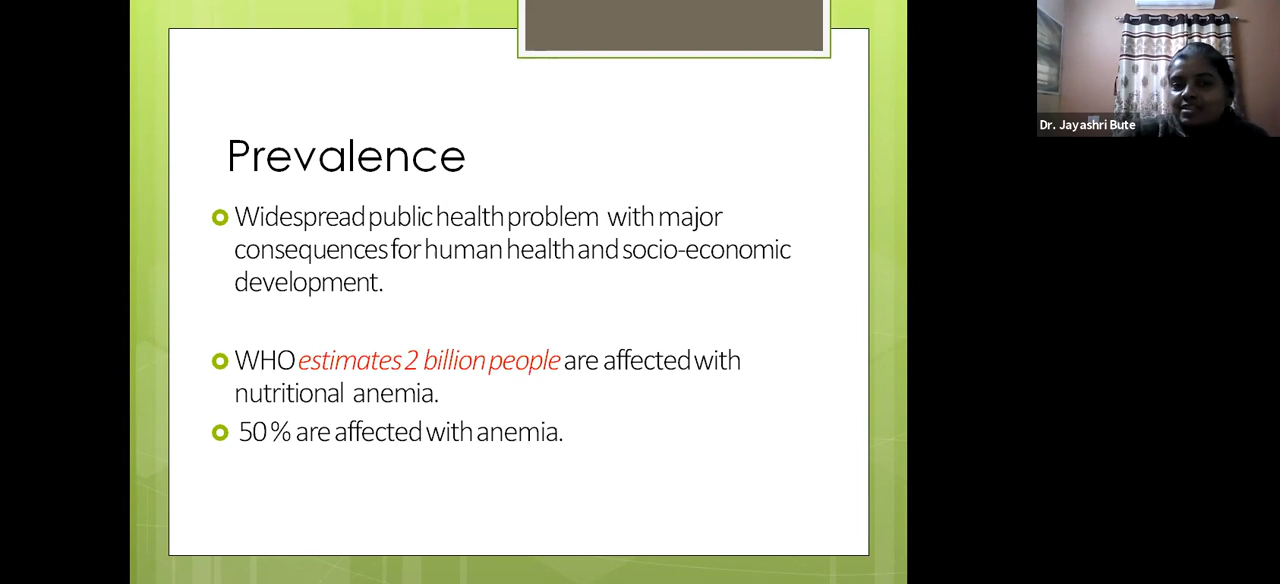 Prevalence
Widespread public health problem with major
consequences for human health and socio-economic
development.
WHO estimates 2 billion people are affected with
nutritional anemia.
50 % are affected with anemia.
Dr. Jayashri Bute